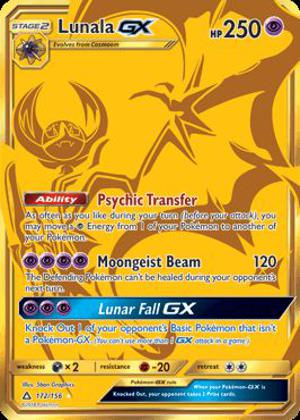 STAGE2 Lunala GX HP250
Evolves from Cosmoem
Ability Psychic Transfer
As often as you like during your turn (before your attack), you
may move a Energy from 1 of your Pokémon to another of
your Pokémon.
Moongeist Beam 120
The Defending Pokémon can't be healed during your opponent's
next turn.
Lunar Fall GX
Knock Out 1 of your opponent's Basic Pokémon that isn't
a Pokémon-GX. (You can't use more than 1 GX attack in a game.)
weakness ×2 resistance -20 retreat
Illus. 5ban Graphics
172/156
Pokémon-GX rule
When your Pokémon-GX is
Knocked Out, your opponent takes 2 Prize cards.